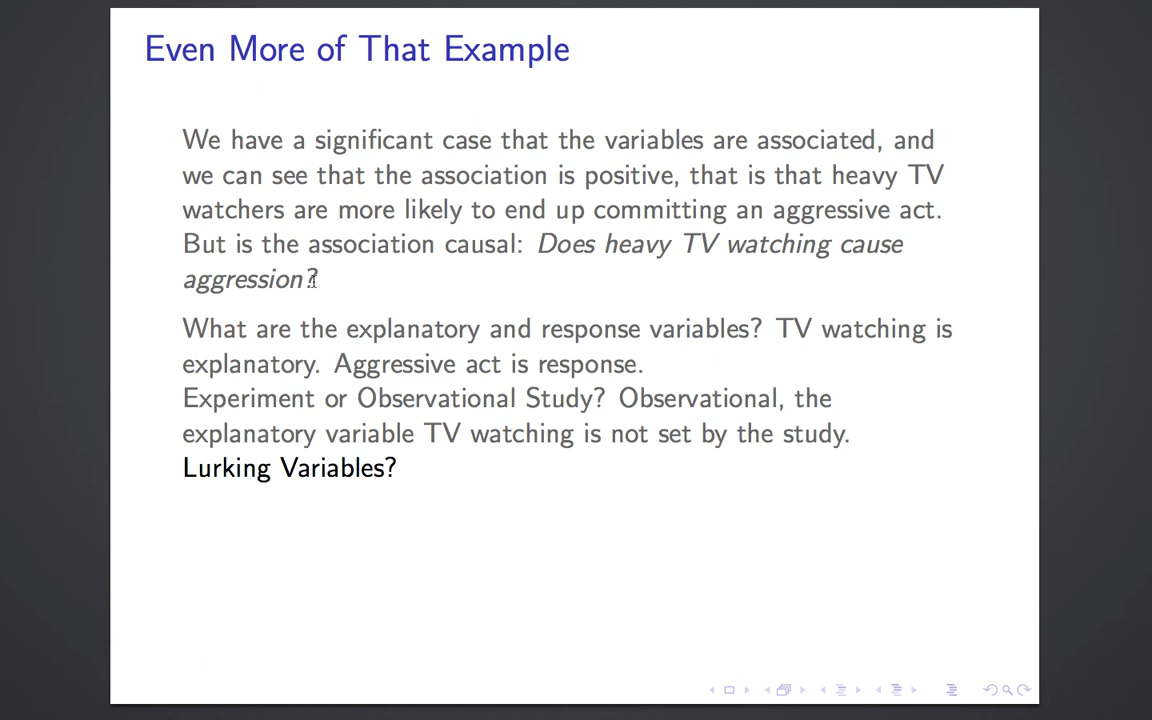 Even More of That Example
We have a significant case that the variables are associated, and
we can see that the association is positive, that is that heavy TV
watchers are more likely to end up committing an aggressive act.
But is the association causal: Does heavy TV watching cause
aggression?
What are the explanatory and response variables? TV watching is
explanatory. Aggressive act is response.
Experiment or Observational Study? Observational, the
explanatory variable TV watching is not set by the study.
Lurking Variables?